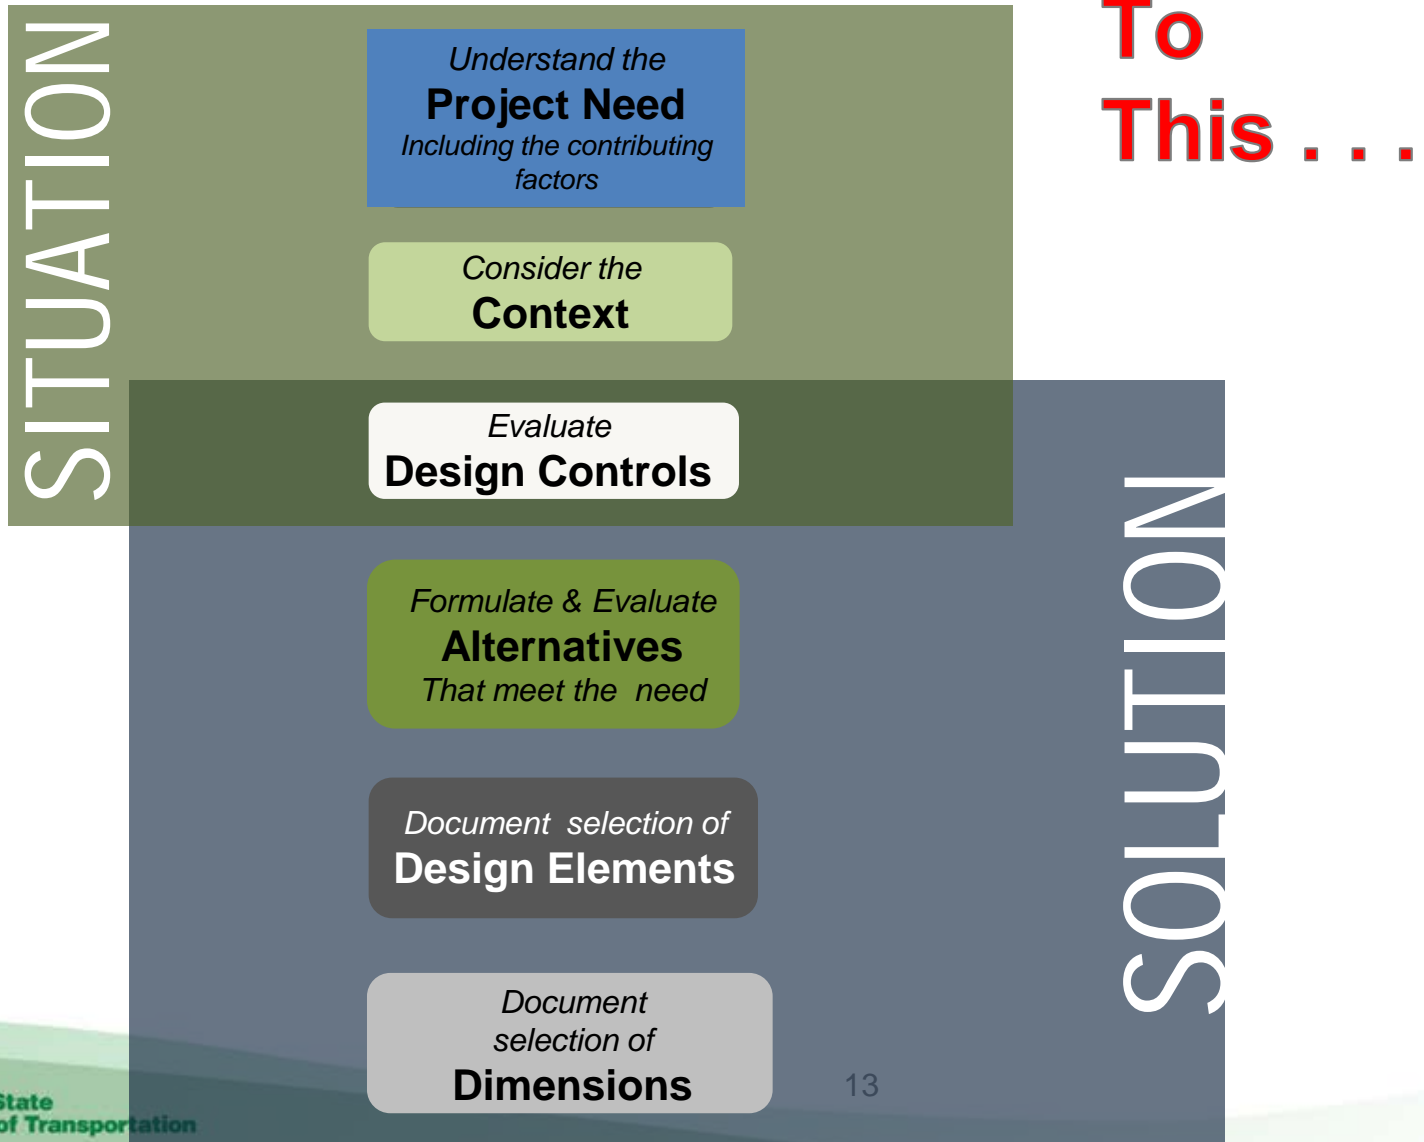 To
This . . .
SITUATION
Understand the
Project Need
Including the contributing
factors
Consider the
Context
Evaluate
Design Controls
Formulate & Evaluate
Alternatives
That meet the need
Document selection of
Design Elements
Document
selection of
Dimensions
SOLUTION
13
State
of Transportation